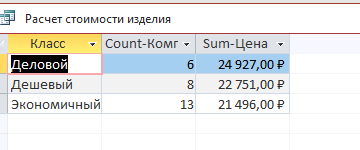 Расчет стоимости изделия
Класс Count-Комг Sum-Цена
Деловой 6 24 927,00 ₽
Дешевый 8 22 751,00 ₽
Экономичный 13 21 496,00 ₽